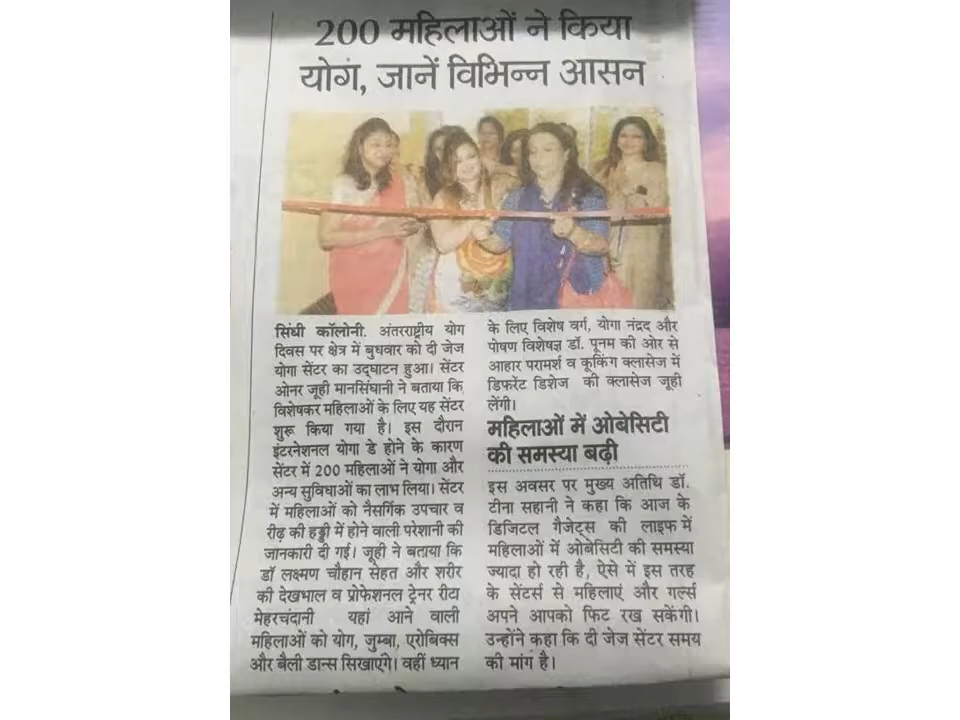 200 महिलाओं ने किया
योग, जानें विभिन्न आसन
सिंधी कॉलोनी. अंतरराष्ट्रीय योग
दिवस पर क्षेत्र में बुधवार को दी जेज
योगा सेंटर का उद्घाटन हुआ। सेंटर
ओनर जूही मानसिंघानी ने बताया कि
विशेषकर महिलाओं के लिए यह सेंटर
शुरू किया गया है। इस दौरान
इंटरनेशनल योगा डे होने के कारण
सेंटर में 200 महिलाओं ने योगा और
अन्य सुविधाओं का लाभ लिया। सेंटर
में महिलाओं को नैसर्गिक उपचार व
रीढ़ की हड्डी में होने वाली परेशानी की
जानकारी दी गई। जूही ने बताया कि
डॉ लक्ष्मण चौहान सेहत और शरीर
की देखभाल व प्रोफेशनल ट्रेनर रीटा
मेहरचंदानी यहां आने वाली
महिलाओं को योग, जुम्बा, एरोबिक्स
और बैली डान्स सिखाएंगे। वहीं ध्यान
के लिए विशेष वर्ग, योगा नंद्रद और
पोषण विशेषज्ञ डॉ. पूनम की ओर से
आहार परामर्श व कूकिंग क्लासेज में
डिफरेंट डिशेज की क्लासेज जूही
लेंगी।
महिलाओं में ओबेसिटी
की समस्या बढ़ी
इस अवसर पर मुख्य अतिथि डॉ.
टीना सहानी ने कहा कि आज के
डिजिटल गैजेट्स की लाइफ में
महिलाओं में ओबेसिटी की समस्या
ज्यादा हो रही है, ऐसे में इस तरह
के सेंटर्स से महिलाएं और गर्ल्स
अपने आपको फिट रख सकेंगी।
उन्होंने कहा कि दी जेज सेंटर समय
की मांग है।